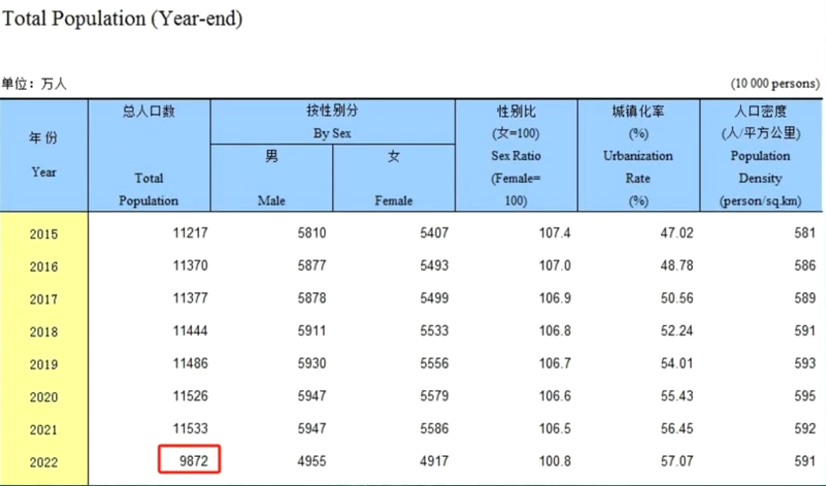 Total Population (Year-end)
单位：万人 (10 000 persons)
年 份 Year 总人口数 Total Population 按性别分 By Sex 性别比 (女=100) Sex Ratio (Female= 100) 城镇化率 (%) Urbanization Rate (%) 人口密度 (人/平方公里) Population Density (person/sq.km)
男 Male 女 Female
2015 11217 5810 5407 107.4 47.02 581
2016 11370 5877 5493 107.0 48.78 586
2017 11377 5878 5499 106.9 50.56 589
2018 11444 5911 5533 106.8 52.24 591
2019 11486 5930 5556 106.7 54.01 593
2020 11526 5947 5579 106.6 55.43 595
2021 11533 5947 5586 106.5 56.45 592
2022 9872 4955 4917 100.8 57.07 591